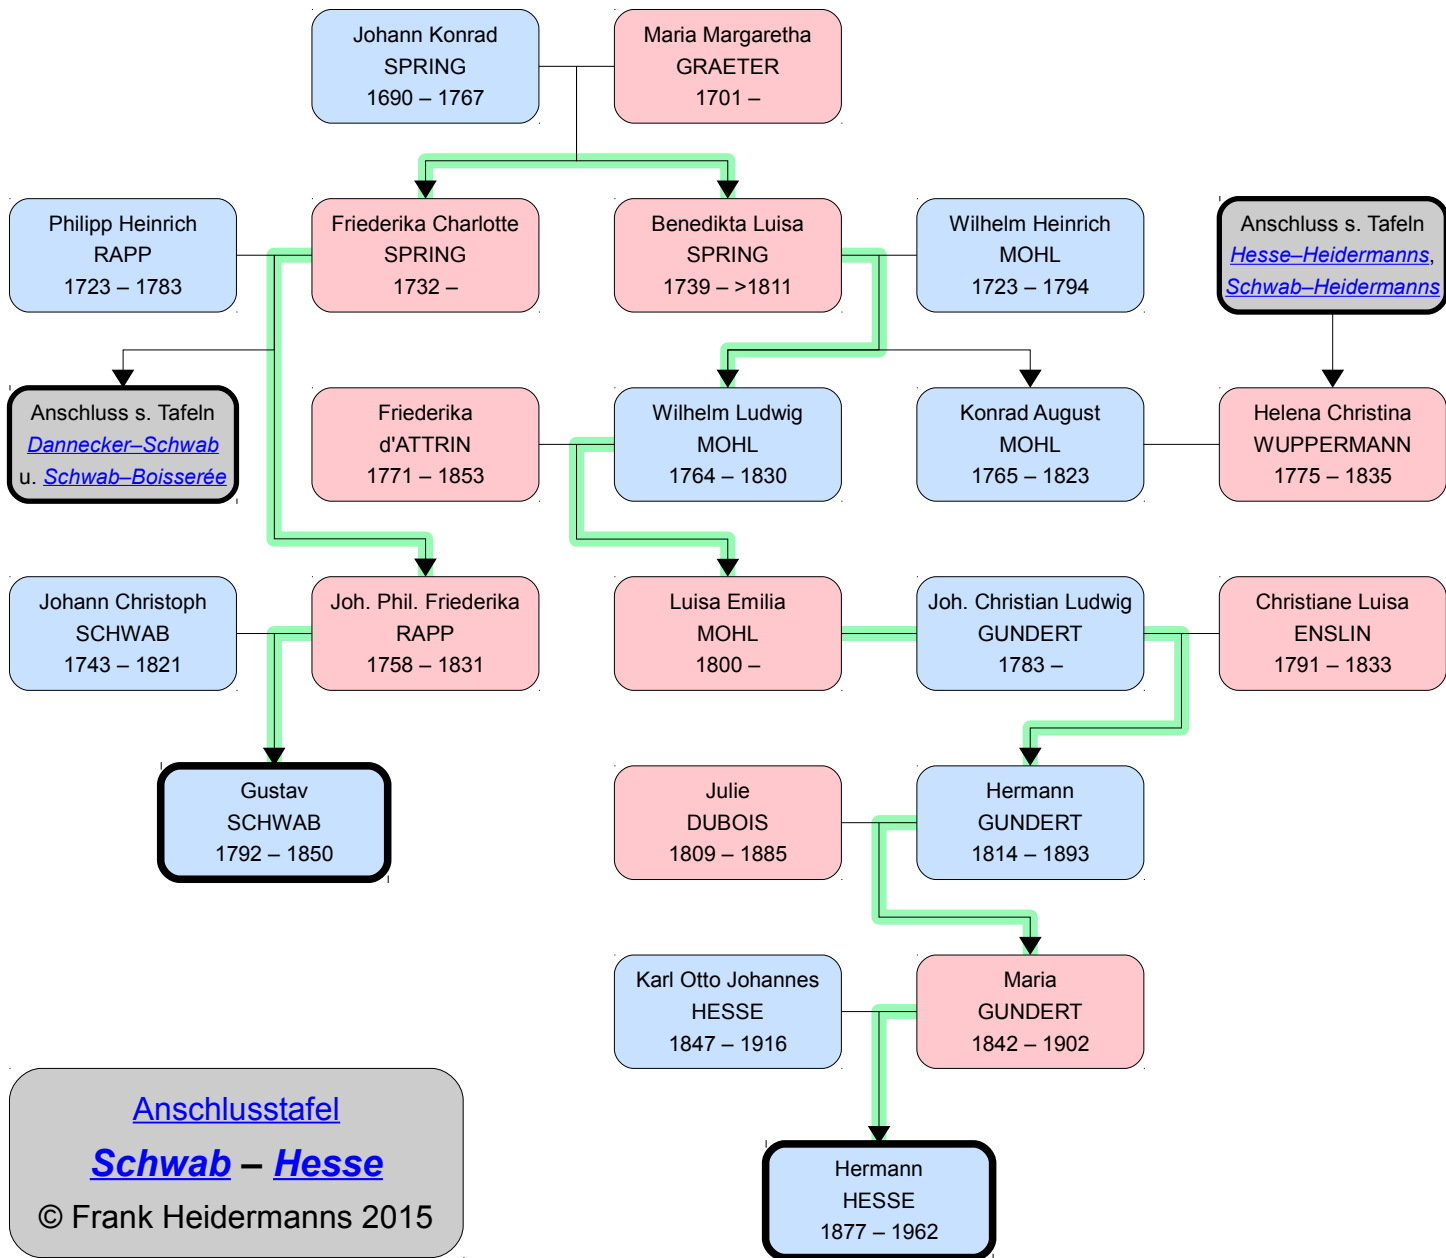 Johann Konrad
SPRING
1690 – 1767
Maria Margaretha
GRAETER
1701 –
Philipp Heinrich
RAPP
1723 – 1783
Friederika Charlotte
SPRING
1732 –
Benedikta Luisa
SPRING
1739 – >1811
Wilhelm Heinrich
MOHL
1723 – 1794
Anschluss s. Tafeln
Hesse–Heidermanns,
Schwab–Heidermanns
Anschluss s. Tafeln
Dannecker–Schwab
u. Schwab–Boisserée
Friederika
d'ATTRIN
1771 – 1853
Wilhelm Ludwig
MOHL
1764 – 1830
Konrad August
MOHL
1765 – 1823
Helena Christina
WUPPERMANN
1775 – 1835
Johann Christoph
SCHWAB
1743 – 1821
Joh. Phil. Friederika
RAPP
1758 – 1831
Luisa Emilia
MOHL
1800 –
Joh. Christian Ludwig
GUNDERT
1783 –
Christiane Luisa
ENSLIN
1791 – 1833
Gustav
SCHWAB
1792 – 1850
Julie
DUBOIS
1809 – 1885
Hermann
GUNDERT
1814 – 1893
Karl Otto Johannes
HESSE
1847 – 1916
Maria
GUNDERT
1842 – 1902
Anschlusstafel
Schwab – Hesse
© Frank Heidermanns 2015
Hermann
HESSE
1877 – 1962